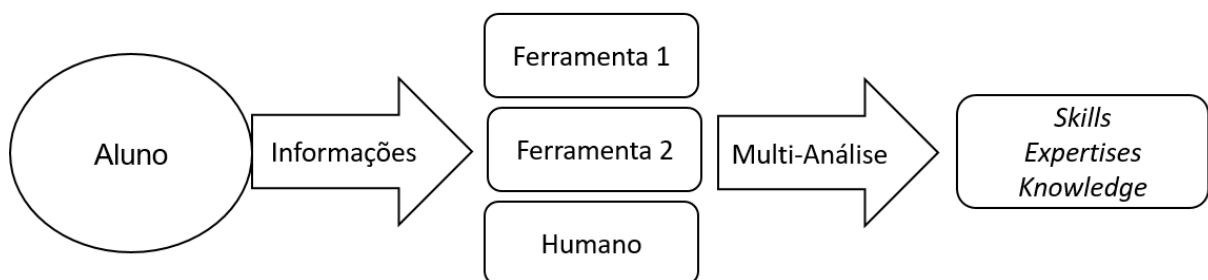 Aluno
Informações
Ferramenta 1
Ferramenta 2
Humano
Multi-Análise
Skills
Expertises
Knowledge